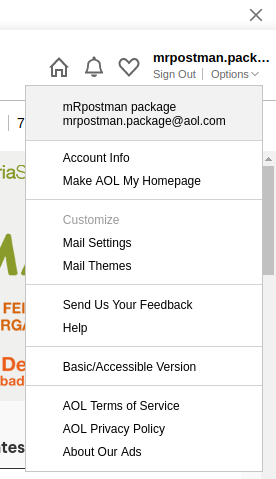 mrpostman.pack...
Sign Out | Options
mRpostman package
mrpostman.package@aol.com
7
Account Info
Make AOL My Homepage
Customize
Mail Settings
Mail Themes
Send Us Your Feedback
Help
Basic/Accessible Version
AOL Terms of Service
AOL Privacy Policy
About Our Ads
riaS
FEI
RGA
De
bad
ates